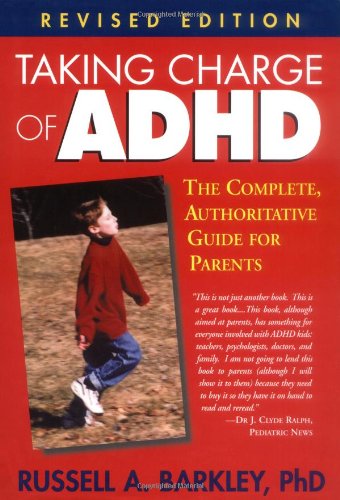 REVISED EDITION
TAKING CHARGE
OF ADHD
THE COMPLETE,
AUTHORITATIVE
GUIDE FOR
PARENTS
"This is not just another book. This is
a great book....This book, although
aimed at parents, has something for
everyone involved with ADHD kids:
teachers, psychologists, doctors, and
family. I am not going to lend this
book to parents (although I will
show it to them) because they need
to buy it so they have it on hand to
read and reread."
—DR J. CLYDE RALPH,
PEDIATRIC NEWS
RUSSELL A. BARKLEY, PHD